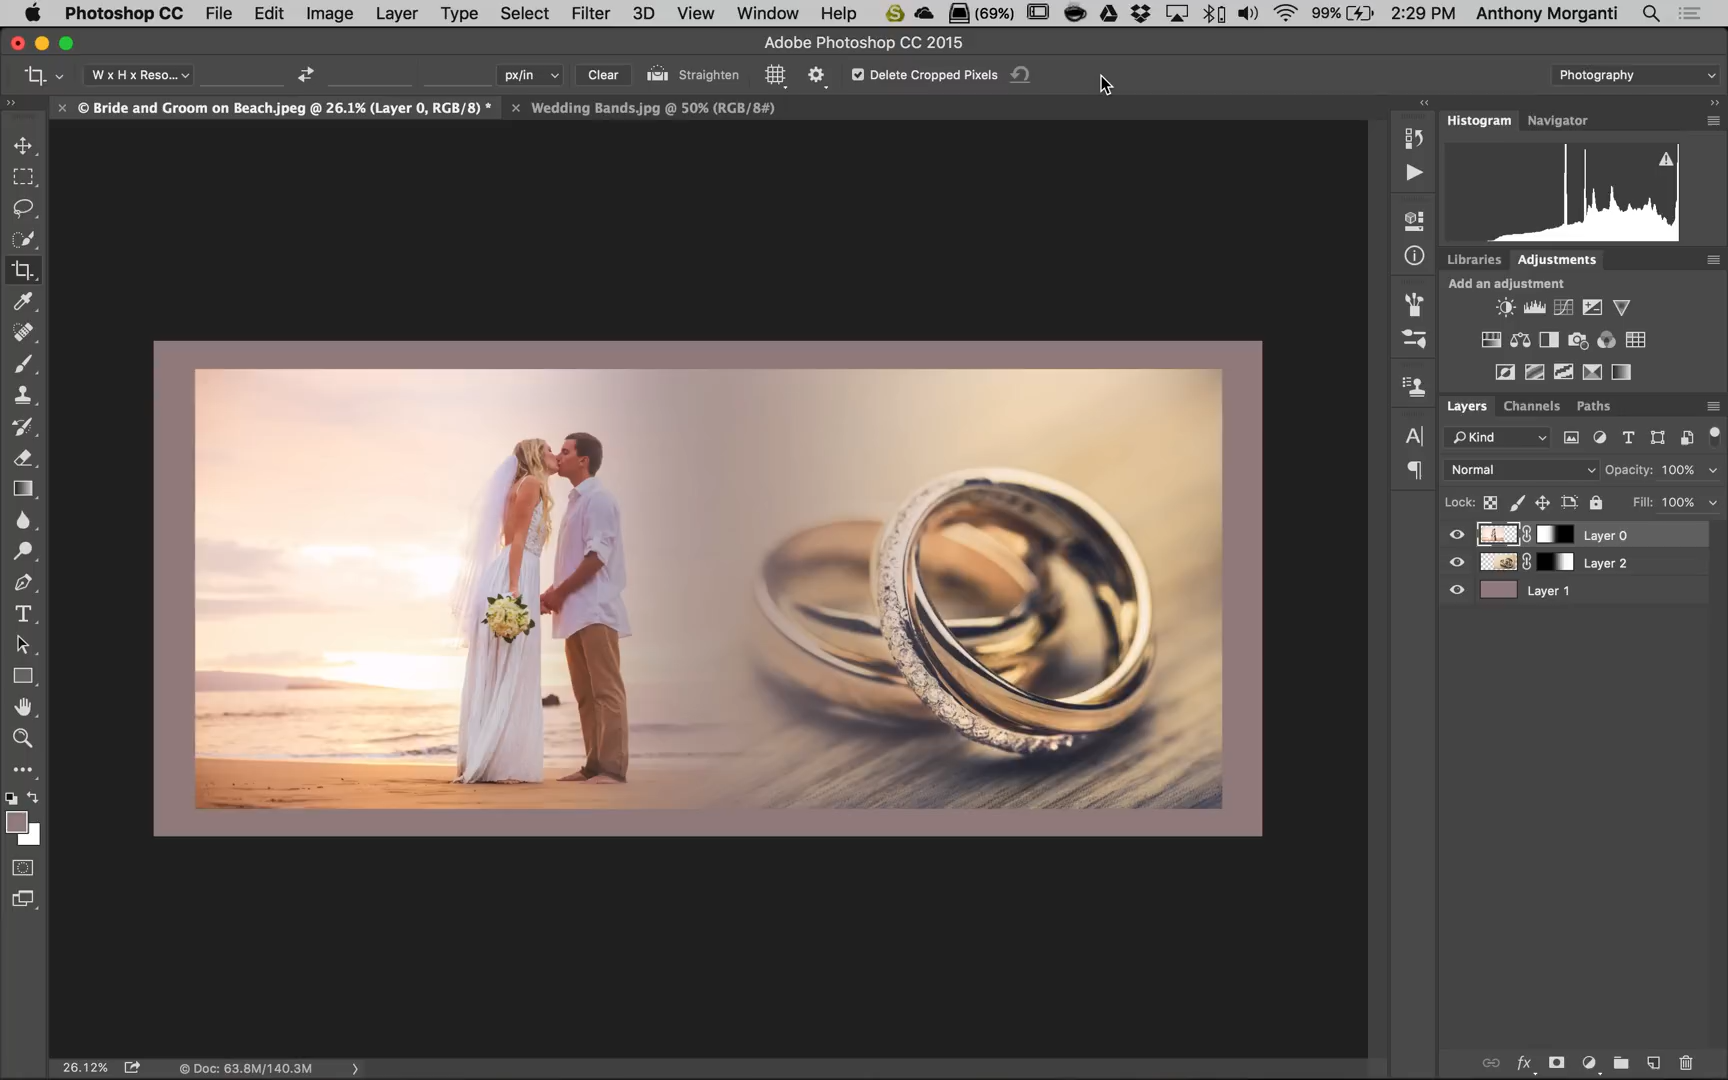 Photoshop CC File Edit Image Layer Type Select Filter 3D View Window Help (69%) 99% 2:29 PM Anthony Morganti
Adobe Photoshop CC 2015
W x H x Reso... px/in Clear Straighten Delete Cropped Pixels Photography
© Bride and Groom on Beach.jpeg @ 26.1% (Layer 0, RGB/8) * Wedding Bands.jpg @ 50% (RGB/8#)
Histogram Navigator
Libraries Adjustments
Add an adjustment
Layers Channels Paths
Kind
Normal Opacity: 100%
Lock: Fill: 100%
Layer 0
Layer 2
Layer 1
26.12% © Doc: 63.8M/140.3M